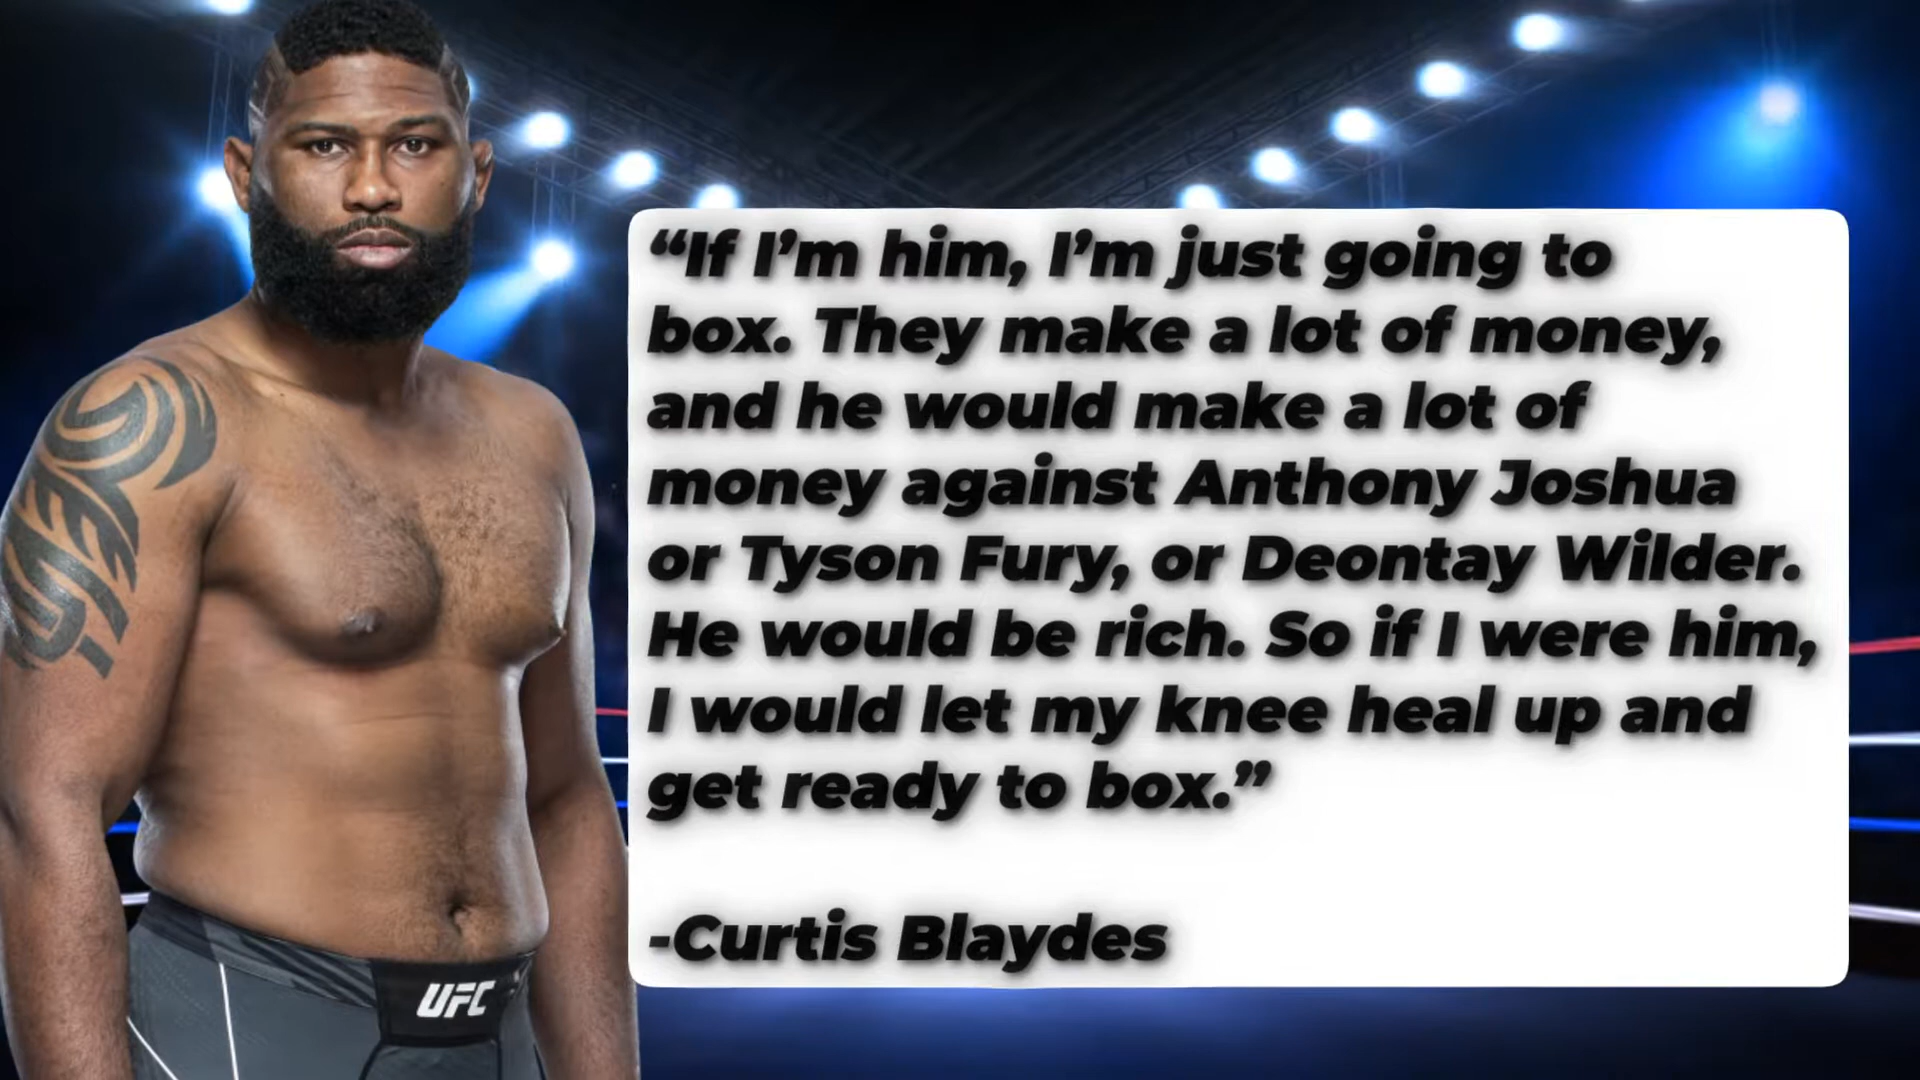 “If I’m him, I’m just going to
box. They make a lot of money,
and he would make a lot of
money against Anthony Joshua
or Tyson Fury, or Deontay Wilder.
He would be rich. So if I were him,
I would let my knee heal up and
get ready to box.”
-Curtis Blaydes
UFC